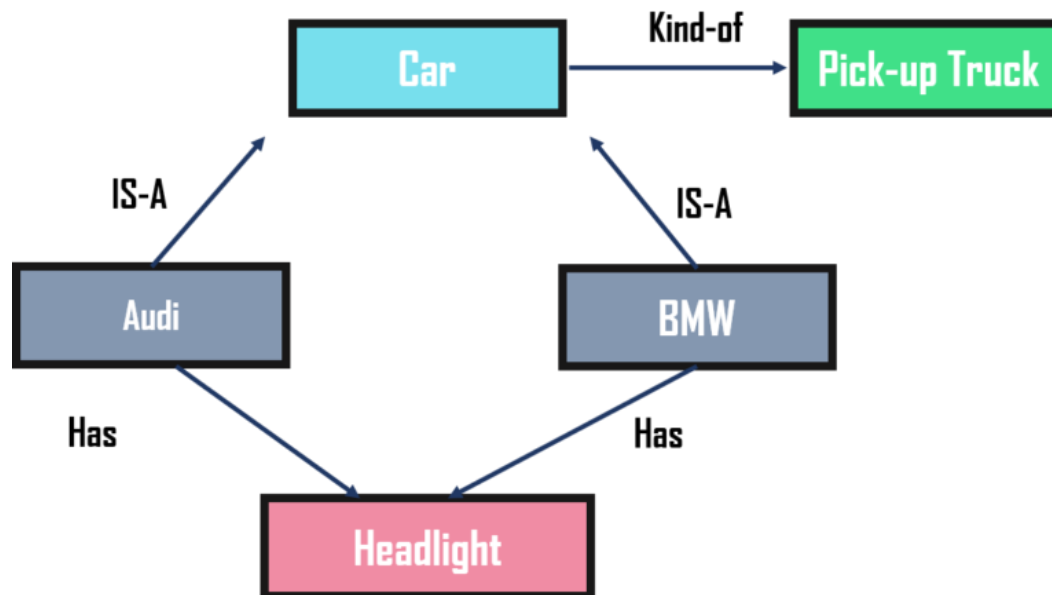 Kind-of
Car
Pick-up Truck
IS-A
IS-A
Audi
BMW
Has
Has
Headlight